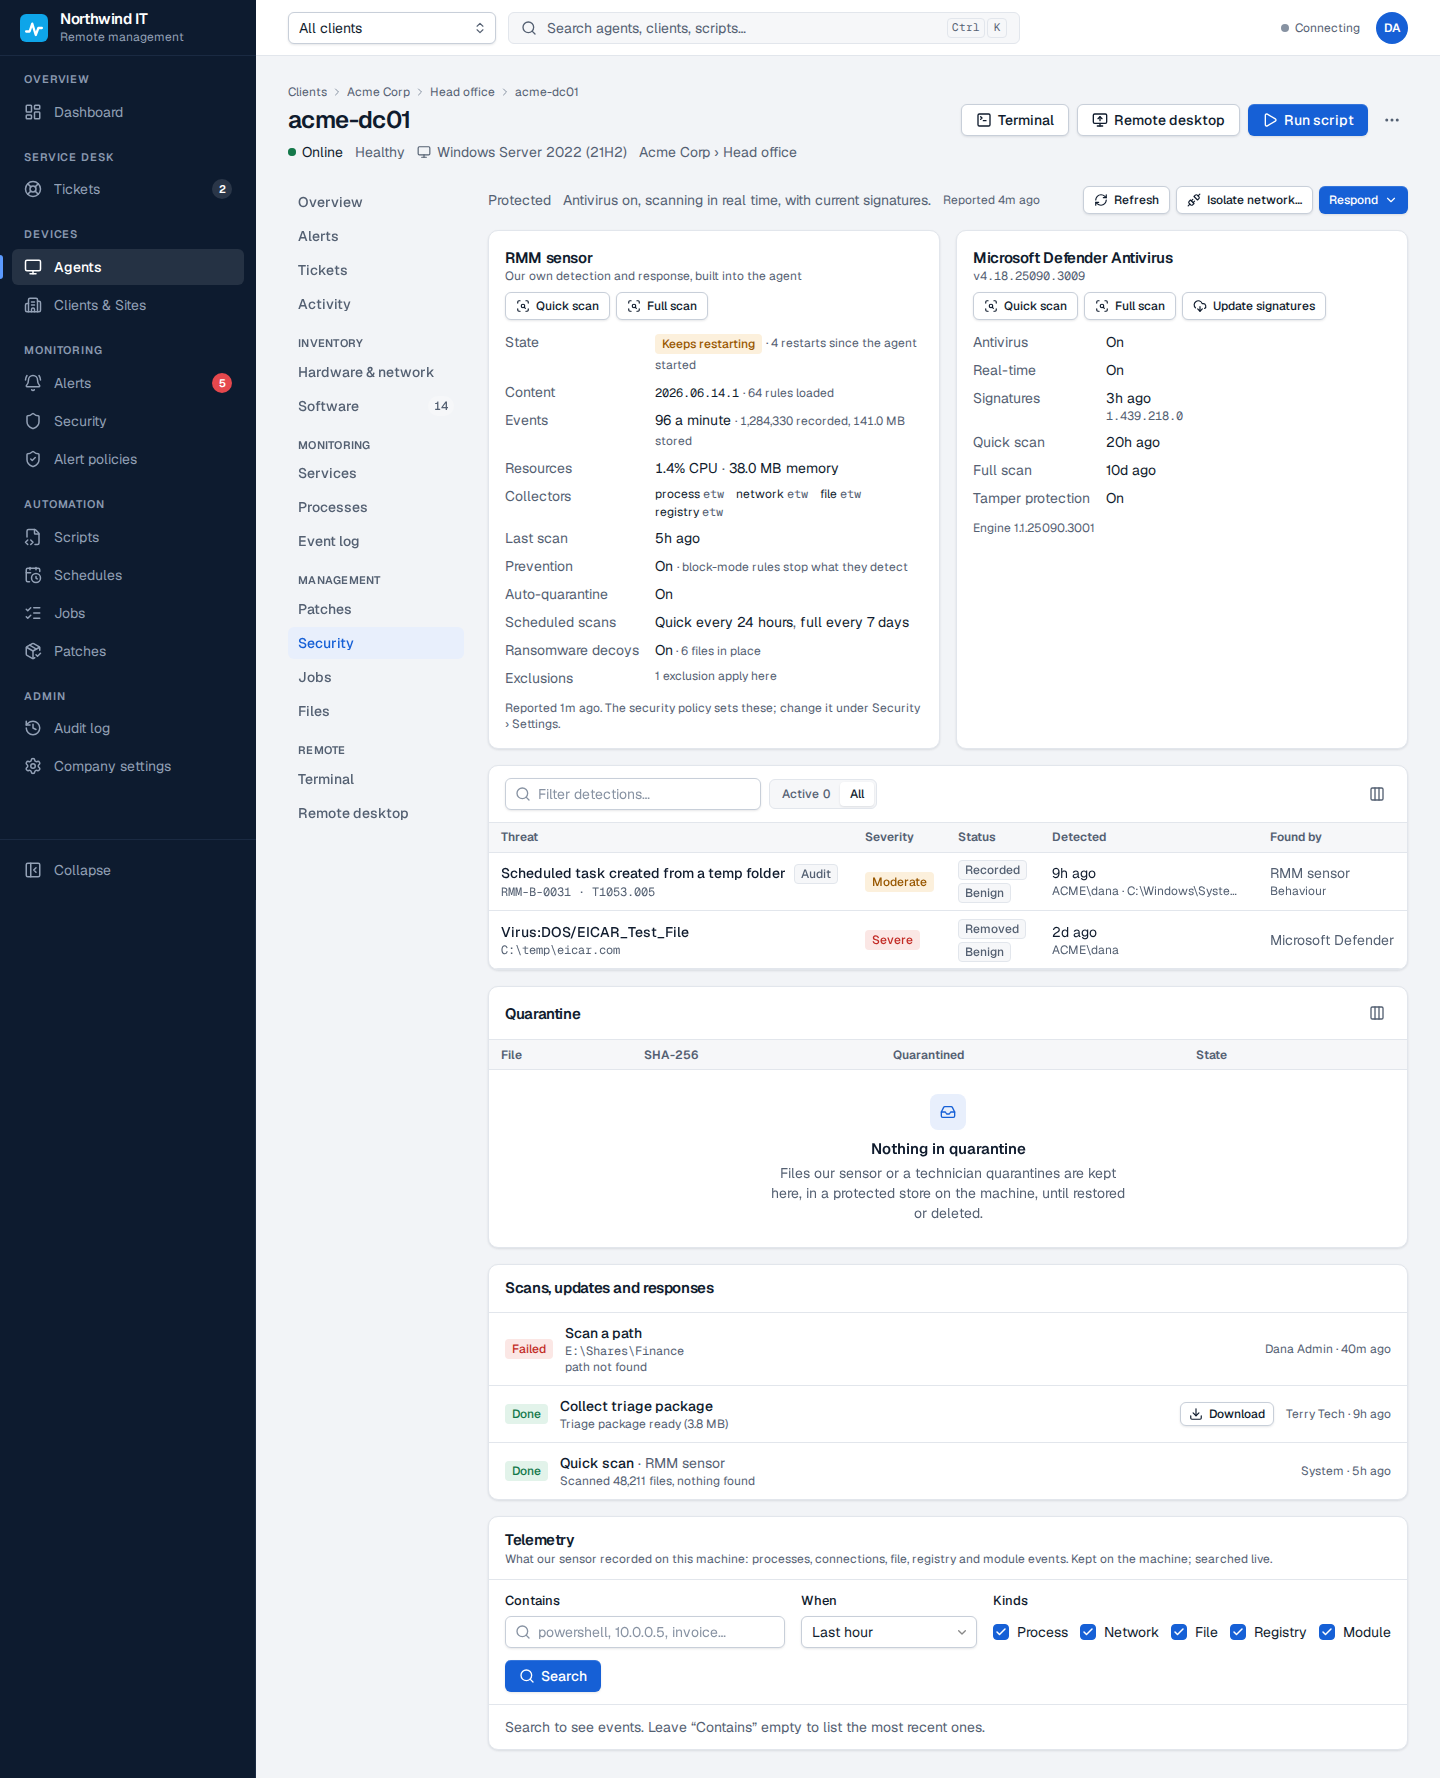 Northwind IT
Remote management
OVERVIEW
Dashboard
SERVICE DESK
Tickets
2
DEVICES
Agents
Clients & Sites
MONITORING
Alerts
5
Security
Alert policies
AUTOMATION
Scripts
Schedules
Jobs
Patches
ADMIN
Audit log
Company settings
Collapse
All clients
Search agents, clients, scripts...
Ctrl K
Connecting
DA
Clients > Acme Corp > Head office > acme-dc01
acme-dc01
Terminal
Remote desktop
Run script
Online Healthy Windows Server 2022 (21H2) Acme Corp › Head office
Overview
Alerts
Tickets
Activity
INVENTORY
Hardware & network
Software 14
MONITORING
Services
Processes
Event log
MANAGEMENT
Patches
Security
Jobs
Files
REMOTE
Terminal
Remote desktop
Protected Antivirus on, scanning in real time, with current signatures. Reported 4m ago
Refresh
Isolate network...
Respond
RMM sensor
Our own detection and response, built into the agent
Quick scan
Full scan
State Keeps restarting · 4 restarts since the agent
started
Content 2026.06.14.1 · 64 rules loaded
Events 96 a minute · 1,284,330 recorded, 141.0 MB
stored
Resources 1.4% CPU · 38.0 MB memory
Collectors process etw network etw file etw
registry etw
Last scan 5h ago
Prevention On · block-mode rules stop what they detect
Auto-quarantine On
Scheduled scans Quick every 24 hours, full every 7 days
Ransomware decoys On · 6 files in place
Exclusions 1 exclusion apply here
Reported 1m ago. The security policy sets these; change it under Security
› Settings.
Microsoft Defender Antivirus
v4.18.25090.3009
Quick scan
Full scan
Update signatures
Antivirus On
Real-time On
Signatures 3h ago
1.439.218.0
Quick scan 20h ago
Full scan 10d ago
Tamper protection On
Engine 1.1.25090.3001
Filter detections...
Active 0
All
Threat Severity Status Detected Found by
Scheduled task created from a temp folder Audit
RMM-B-0031 · T1053.005
Moderate
Recorded
Benign
9h ago
ACME\dana · C:\Windows\Syste...
RMM sensor
Behaviour
Virus:DOS/EICAR_Test_File
C:\temp\eicar.com
Severe
Removed
Benign
2d ago
ACME\dana
Microsoft Defender
Quarantine
File SHA-256 Quarantined State
Nothing in quarantine
Files our sensor or a technician quarantines are kept
here, in a protected store on the machine, until restored
or deleted.
Scans, updates and responses
Failed
Scan a path
E:\Shares\Finance
path not found
Dana Admin · 40m ago
Done
Collect triage package
Triage package ready (3.8 MB)
Download
Terry Tech · 9h ago
Done
Quick scan · RMM sensor
Scanned 48,211 files, nothing found
System · 5h ago
Telemetry
What our sensor recorded on this machine: processes, connections, file, registry and module events. Kept on the machine; searched live.
Contains When Kinds
powershell, 10.0.0.5, invoice...
Last hour
Process Network File Registry Module
Search
Search to see events. Leave “Contains” empty to list the most recent ones.